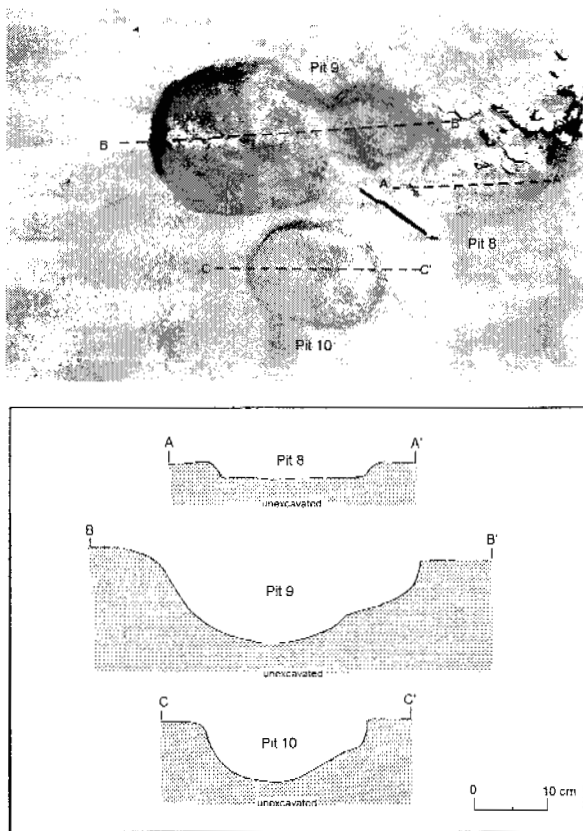 Pit 9
B
B'
A
Pit 8
C
C'
Pit 10
A
A'
Pit 8
unexcavated
B
B'
Pit 9
unexcavated
C
C'
Pit 10
unexcavated
0
10 cm